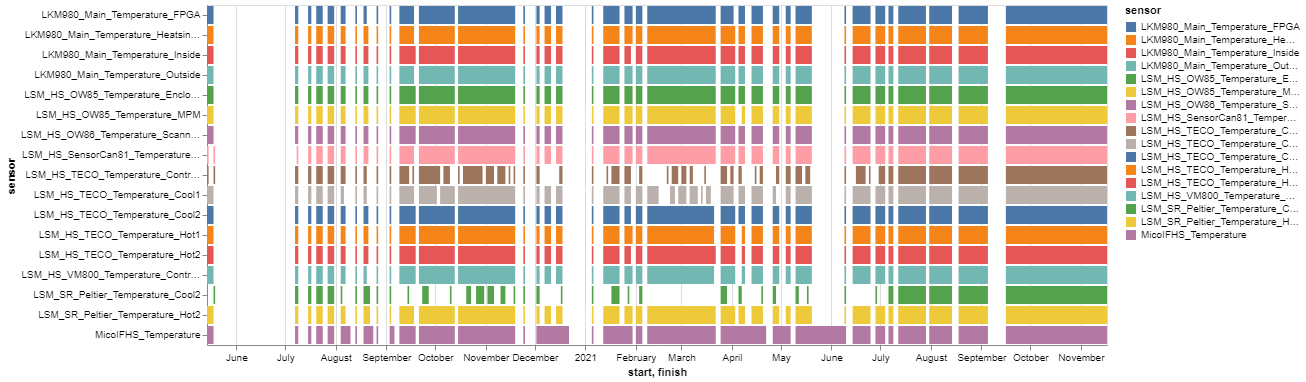 sensor
LKM980_Main_Temperature_FPGA
LKM980_Main_Temperature_Heatsin...
LKM980_Main_Temperature_Inside
LKM980_Main_Temperature_Outside
LSM_HS_OW85_Temperature_Enclo...
LSM_HS_OW85_Temperature_MPM
LSM_HS_OW86_Temperature_Scann...
LSM_HS_SensorCan81_Temperature...
LSM_HS_TECO_Temperature_Contr...
LSM_HS_TECO_Temperature_Cool1
LSM_HS_TECO_Temperature_Cool2
LSM_HS_TECO_Temperature_Hot1
LSM_HS_TECO_Temperature_Hot2
LSM_HS_VM800_Temperature_Contr...
LSM_SR_Peltier_Temperature_Cool2
LSM_SR_Peltier_Temperature_Hot2
MicolFHS_Temperature
June July August September October November December 2021 February March April May June July August September October November
start, finish
sensor
LKM980_Main_Temperature_FPGA
LKM980_Main_Temperature_He...
LKM980_Main_Temperature_Inside
LKM980_Main_Temperature_Out...
LSM_HS_OW85_Temperature_E...
LSM_HS_OW85_Temperature_M...
LSM_HS_OW86_Temperature_S...
LSM_HS_SensorCan81_Temper...
LSM_HS_TECO_Temperature_C...
LSM_HS_TECO_Temperature_C...
LSM_HS_TECO_Temperature_C...
LSM_HS_TECO_Temperature_H...
LSM_HS_TECO_Temperature_H...
LSM_HS_VM800_Temperature_...
LSM_SR_Peltier_Temperature_C...
LSM_SR_Peltier_Temperature_H...
MicolFHS_Temperature